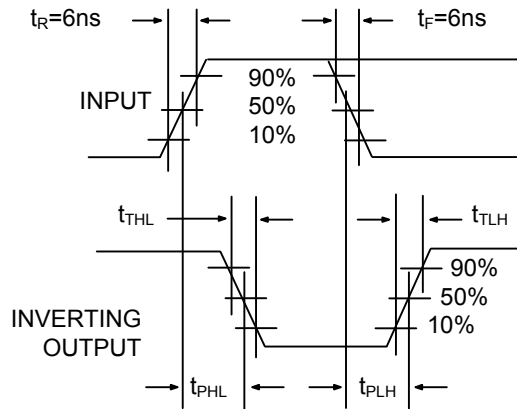 tR=6ns
tF=6ns
INPUT
90%
50%
10%
tTHL
tTLH
INVERTING
OUTPUT
90%
50%
10%
tPHL
tPLH